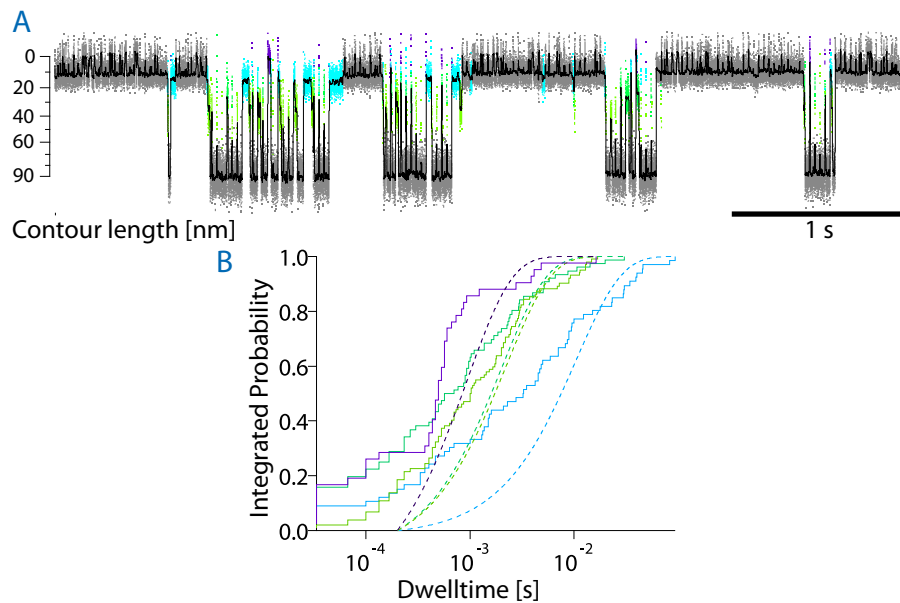 A
0
20
40
60
90
Contour length [nm]
1 s
B
1.0
0.8
0.6
0.4
0.2
0.0
Integrated Probability
10^-4
10^-3
10^-2
Dwelltime [s]